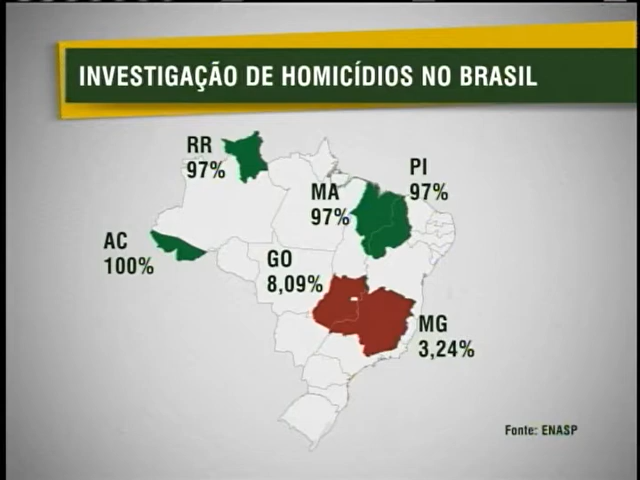 INVESTIGAÇÃO DE HOMICÍDIOS NO BRASIL
RR
97%
PI
97%
MA
97%
AC
100%
GO
8,09%
MG
3,24%
Fonte: ENASP